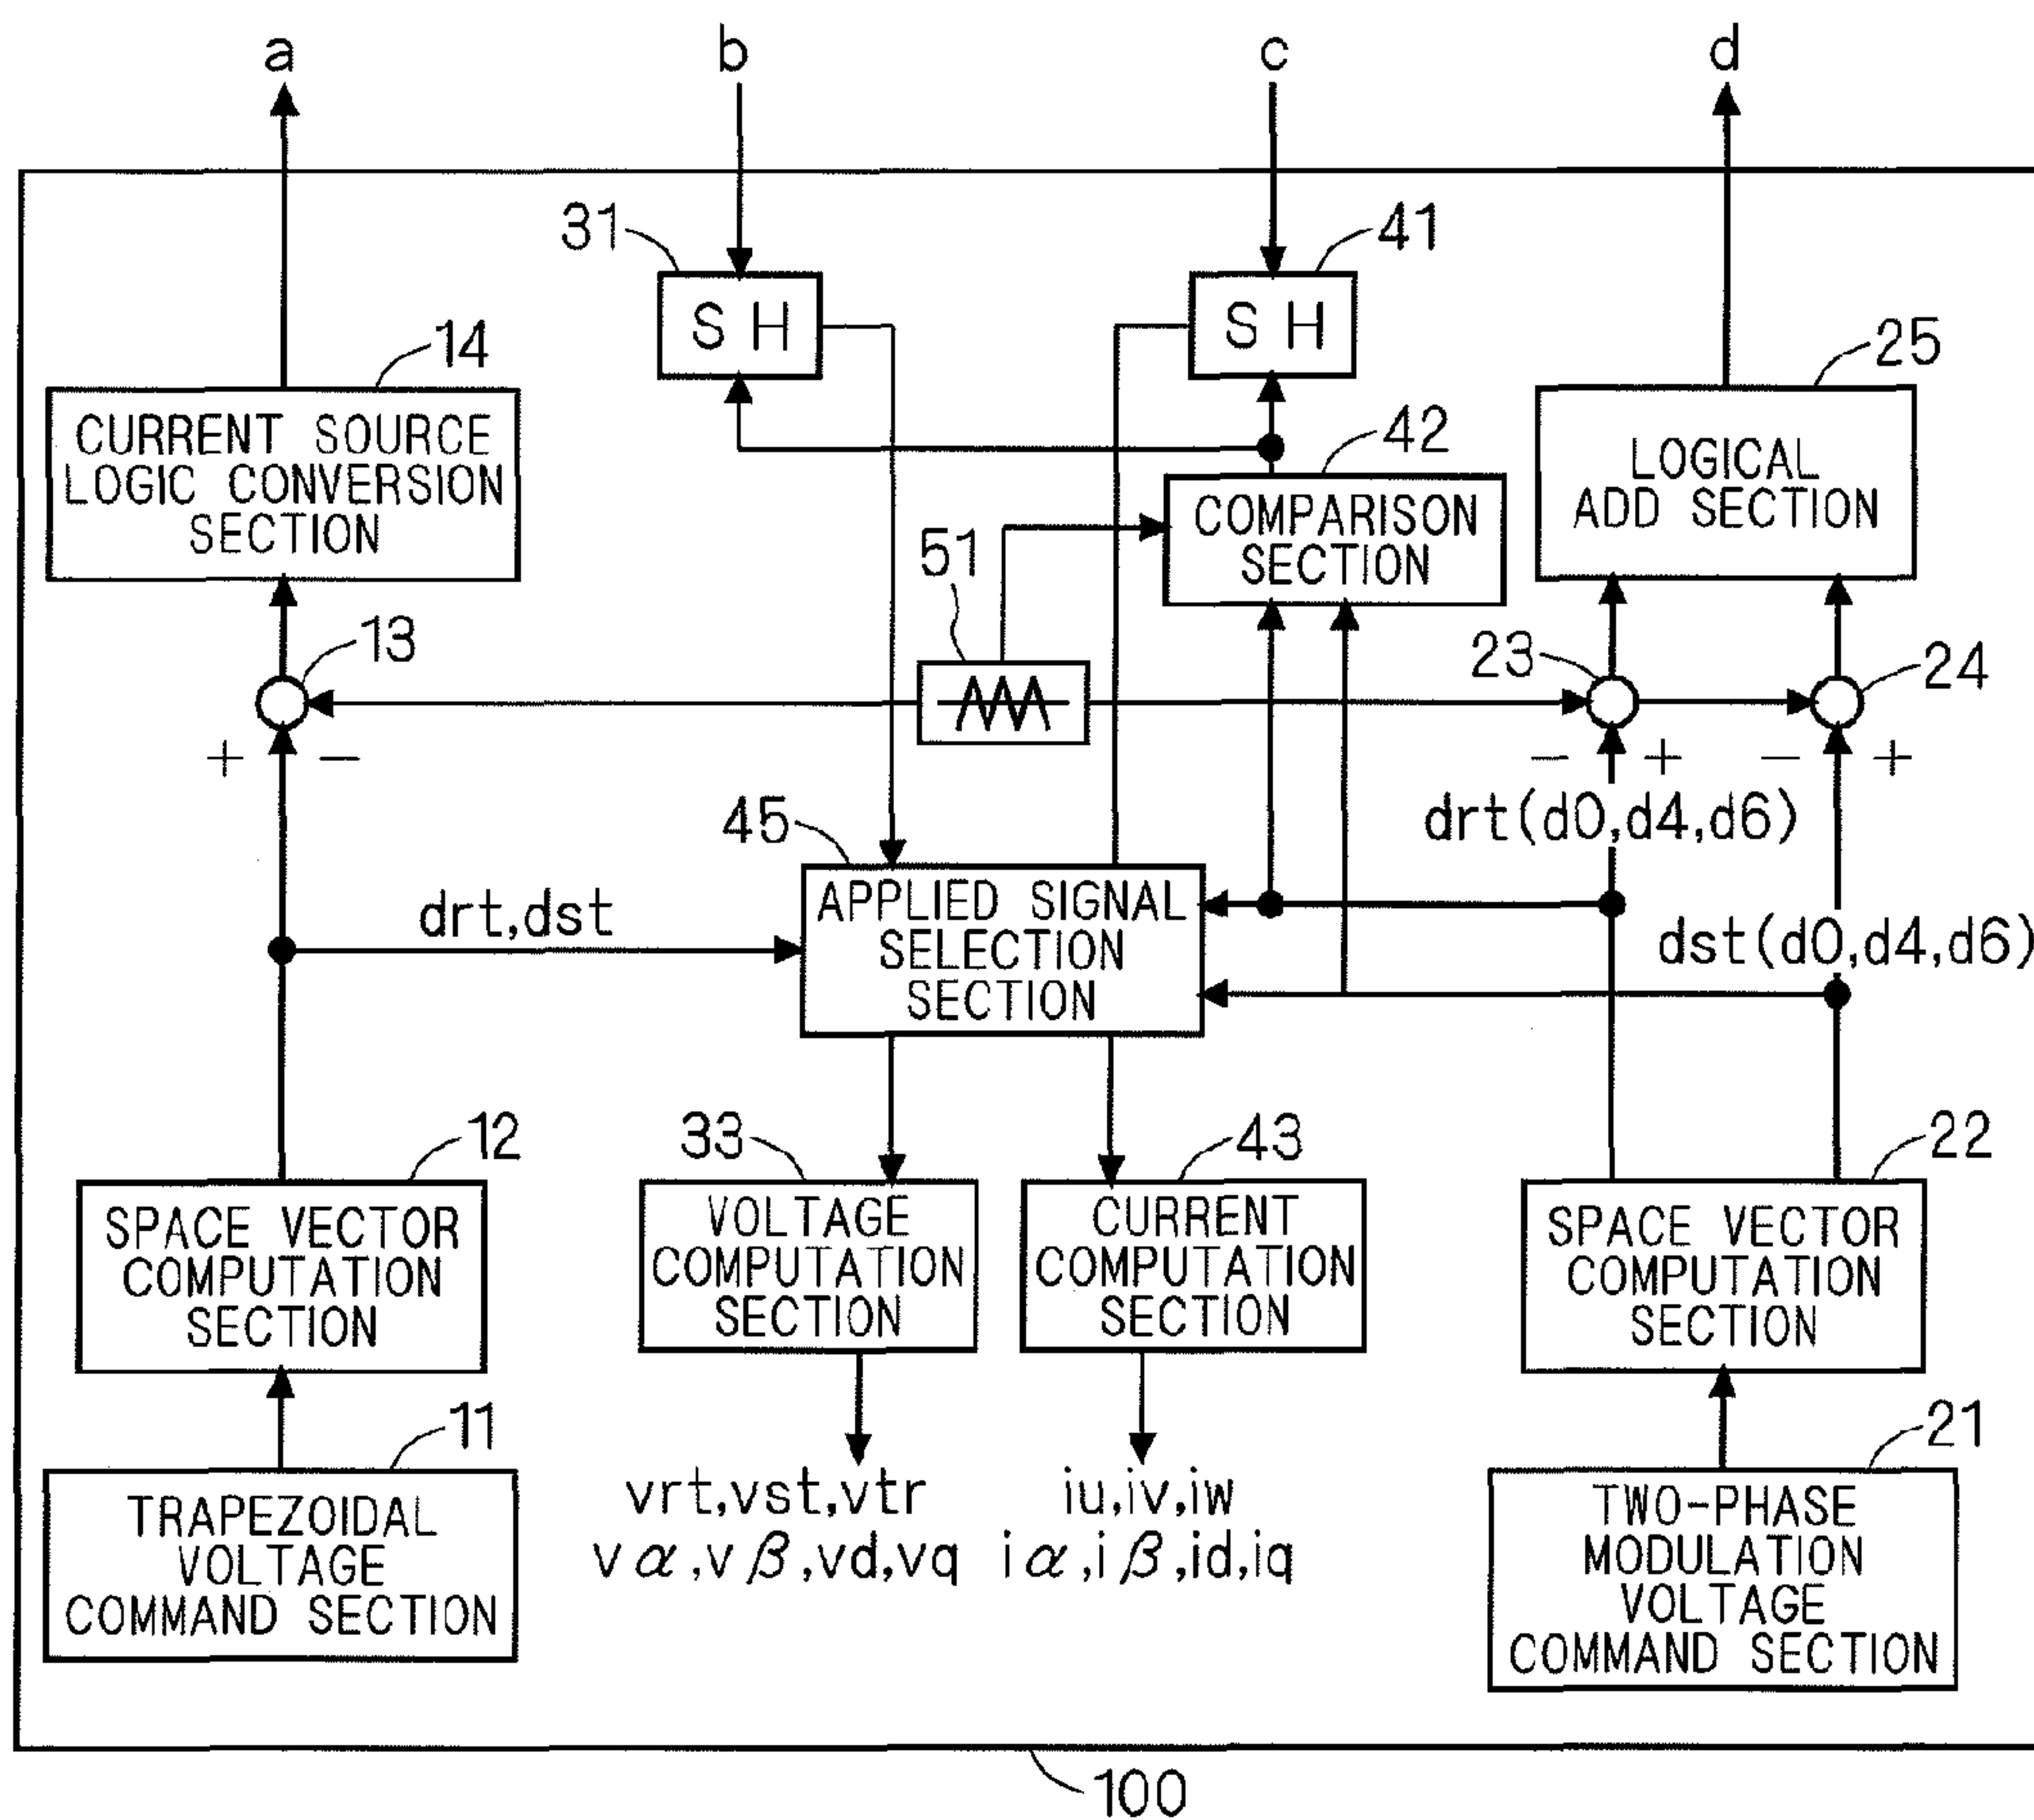 a
b
c
d
31
41
S H
S H
14
25
CURRENT SOURCE
LOGIC CONVERSION
SECTION
42
LOGICAL
ADD SECTION
COMPARISON
SECTION
51
13
23
24
+ −
− +
− +
drt(d0,d4,d6)
45
APPLIED SIGNAL
SELECTION
SECTION
drt,dst
dst(d0,d4,d6)
12
33
43
22
SPACE VECTOR
COMPUTATION
SECTION
VOLTAGE
COMPUTATION
SECTION
CURRENT
COMPUTATION
SECTION
SPACE VECTOR
COMPUTATION
SECTION
11
21
TRAPEZOIDAL
VOLTAGE
COMMAND SECTION
vrt,vst,vtr
vα,vβ,vd,vq
iu,iv,iw
iα,iβ,id,iq
TWO-PHASE
MODULATION
VOLTAGE
COMMAND SECTION
100